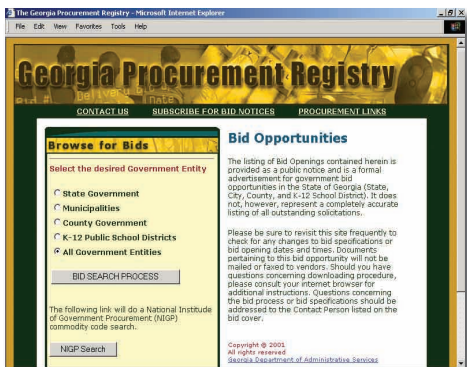 The Georgia Procurement Registry - Microsoft Internet Explorer
File Edit View Favorites Tools Help
Georgia Procurement Registry
CONTACT US SUBSCRIBE FOR BID NOTICES PROCUREMENT LINKS
Browse for Bids
Select the desired Government Entity
State Government
Municipalities
County Government
K-12 Public School Districts
All Government Entities
BID SEARCH PROCESS
The following link will do a National Institude
of Government Procurement (NIGP)
commodity code search.
NIGP Search
Bid Opportunities
The listing of Bid Openings contained herein is
provided as a public notice and is a formal
advertisement for government bid
opportunities in the State of Georgia (State,
City, County, and K-12 School District). It does
not, however, represent a completely accurate
listing of all outstanding solicitations.
Please be sure to revisit this site frequently to
check for any changes to bid specifications or
bid opening dates and times. Documents
pertaining to this bid opportunity will not be
mailed or faxed to vendors. Should you have
questions concerning downloading procedure,
please consult your internet browser for
additional instructions. Questions concerning
the bid process or bid specifications should be
addressed to the Contact Person listed on the
bid cover.
Copyright @ 2001
All rights reserved
Georgia Department of Administrative Services